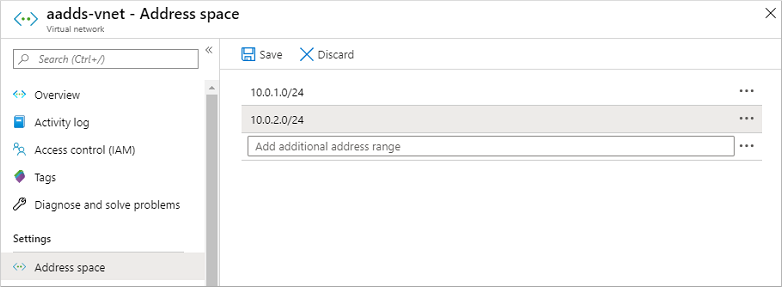 aadds-vnet - Address space
Virtual network
Search (Ctrl+/)
Overview
Activity log
Access control (IAM)
Tags
Diagnose and solve problems
Settings
Address space
Save Discard
10.0.1.0/24
10.0.2.0/24
Add additional address range